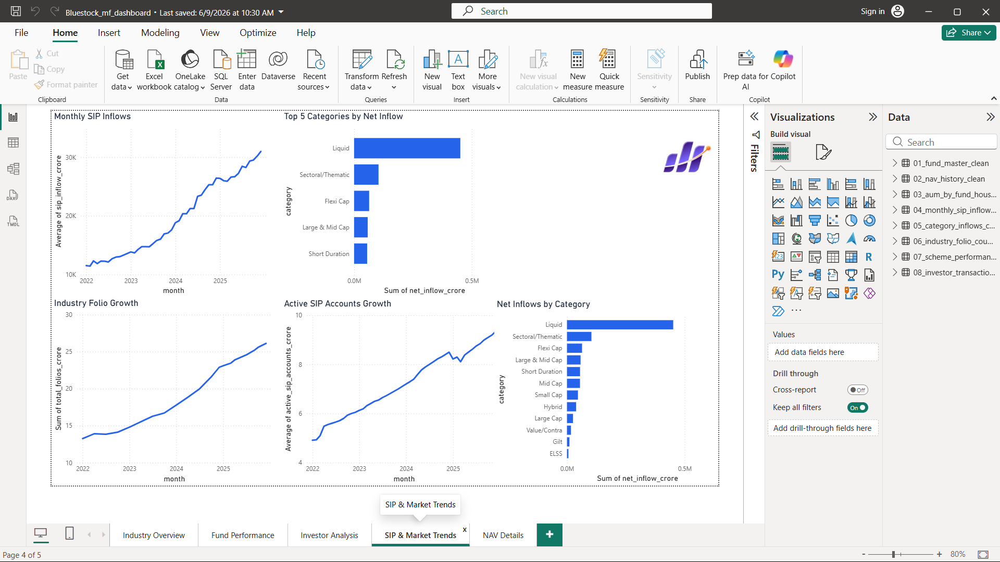 Bluestock_mf_dashboard • Last saved: 6/9/2026 at 10:30 AM
Search
Sign in
File
Home
Insert
Modeling
View
Optimize
Help
Share
Paste
Cut
Copy
Format painter
Clipboard
Get data
Excel workbook
OneLake catalog
SQL Server
Enter data
Dataverse
Recent sources
Data
Transform data
Refresh
Queries
New visual
Text box
More visuals
Insert
New visual calculation
New measure
Quick measure
Calculations
Sensitivity
Sensitivity
Publish
Share
Prep data for AI
Copilot
Copilot
DAX
TMDL
Monthly SIP Inflows
Average of sip_inflow_crore
30K
20K
10K
2022
2023
2024
2025
month
Top 5 Categories by Net Inflow
category
Liquid
Sectoral/Thematic
Flexi Cap
Large & Mid Cap
Short Duration
0.0M
0.5M
Sum of net_inflow_crore
Industry Folio Growth
Sum of total_folios_crore
30
25
20
15
10
2022
2023
2024
2025
month
Active SIP Accounts Growth
Average of active_sip_accounts_crore
10
8
6
4
2022
2023
2024
2025
month
Net Inflows by Category
category
Liquid
Sectoral/Thematic
Flexi Cap
Large & Mid Cap
Short Duration
Mid Cap
Small Cap
Hybrid
Large Cap
Value/Contra
Gilt
ELSS
0.0M
0.5M
Sum of net_inflow_crore
Filters
Visualizations
Build visual
123
R
Py
Values
Add data fields here
Drill through
Cross-report
Off
Keep all filters
On
Add drill-through fields here
Data
Search
01_fund_master_clean
02_nav_history_clean
03_aum_by_fund_hous...
04_monthly_sip_inflow...
05_category_inflows_c...
06_industry_folio_cou...
07_scheme_performan...
08_investor_transactio...
SIP & Market Trends
Industry Overview
Fund Performance
Investor Analysis
SIP & Market Trends
x
NAV Details
Page 4 of 5
80%